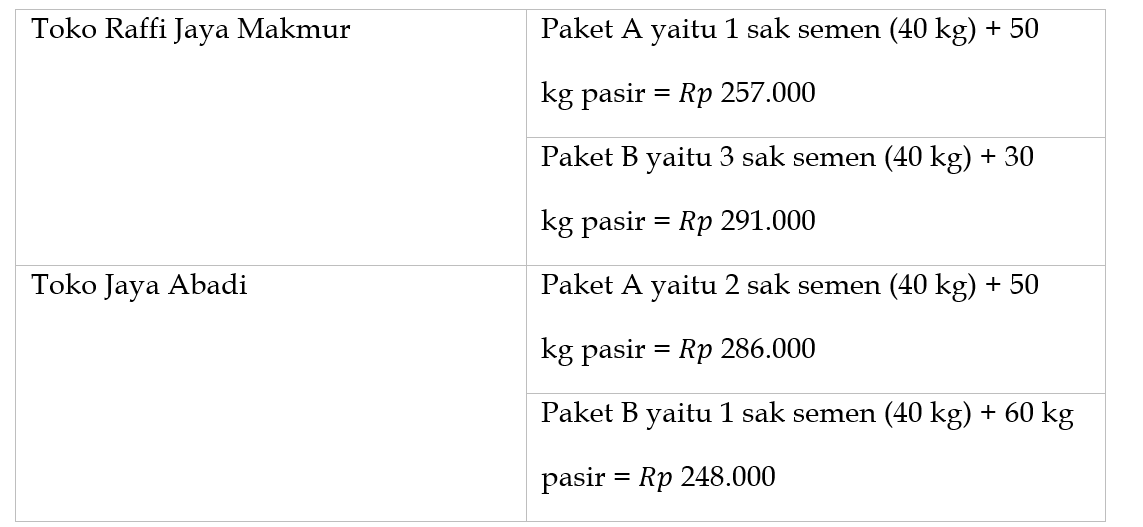 Toko Raffi Jaya Makmur
Paket A yaitu 1 sak semen (40 kg) + 50
kg pasir = Rp 257.000
Paket B yaitu 3 sak semen (40 kg) + 30
kg pasir = Rp 291.000
Toko Jaya Abadi
Paket A yaitu 2 sak semen (40 kg) + 50
kg pasir = Rp 286.000
Paket B yaitu 1 sak semen (40 kg) + 60 kg
pasir = Rp 248.000